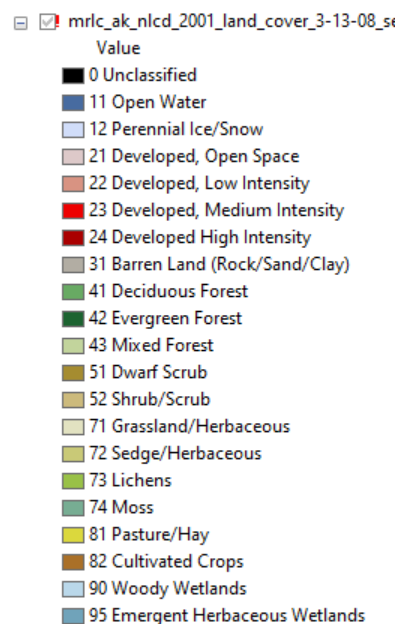 mrlc_ak_nlcd_2001_land_cover_3-13-08_se
Value
0 Unclassified
11 Open Water
12 Perennial Ice/Snow
21 Developed, Open Space
22 Developed, Low Intensity
23 Developed, Medium Intensity
24 Developed High Intensity
31 Barren Land (Rock/Sand/Clay)
41 Deciduous Forest
42 Evergreen Forest
43 Mixed Forest
51 Dwarf Scrub
52 Shrub/Scrub
71 Grassland/Herbaceous
72 Sedge/Herbaceous
73 Lichens
74 Moss
81 Pasture/Hay
82 Cultivated Crops
90 Woody Wetlands
95 Emergent Herbaceous Wetlands